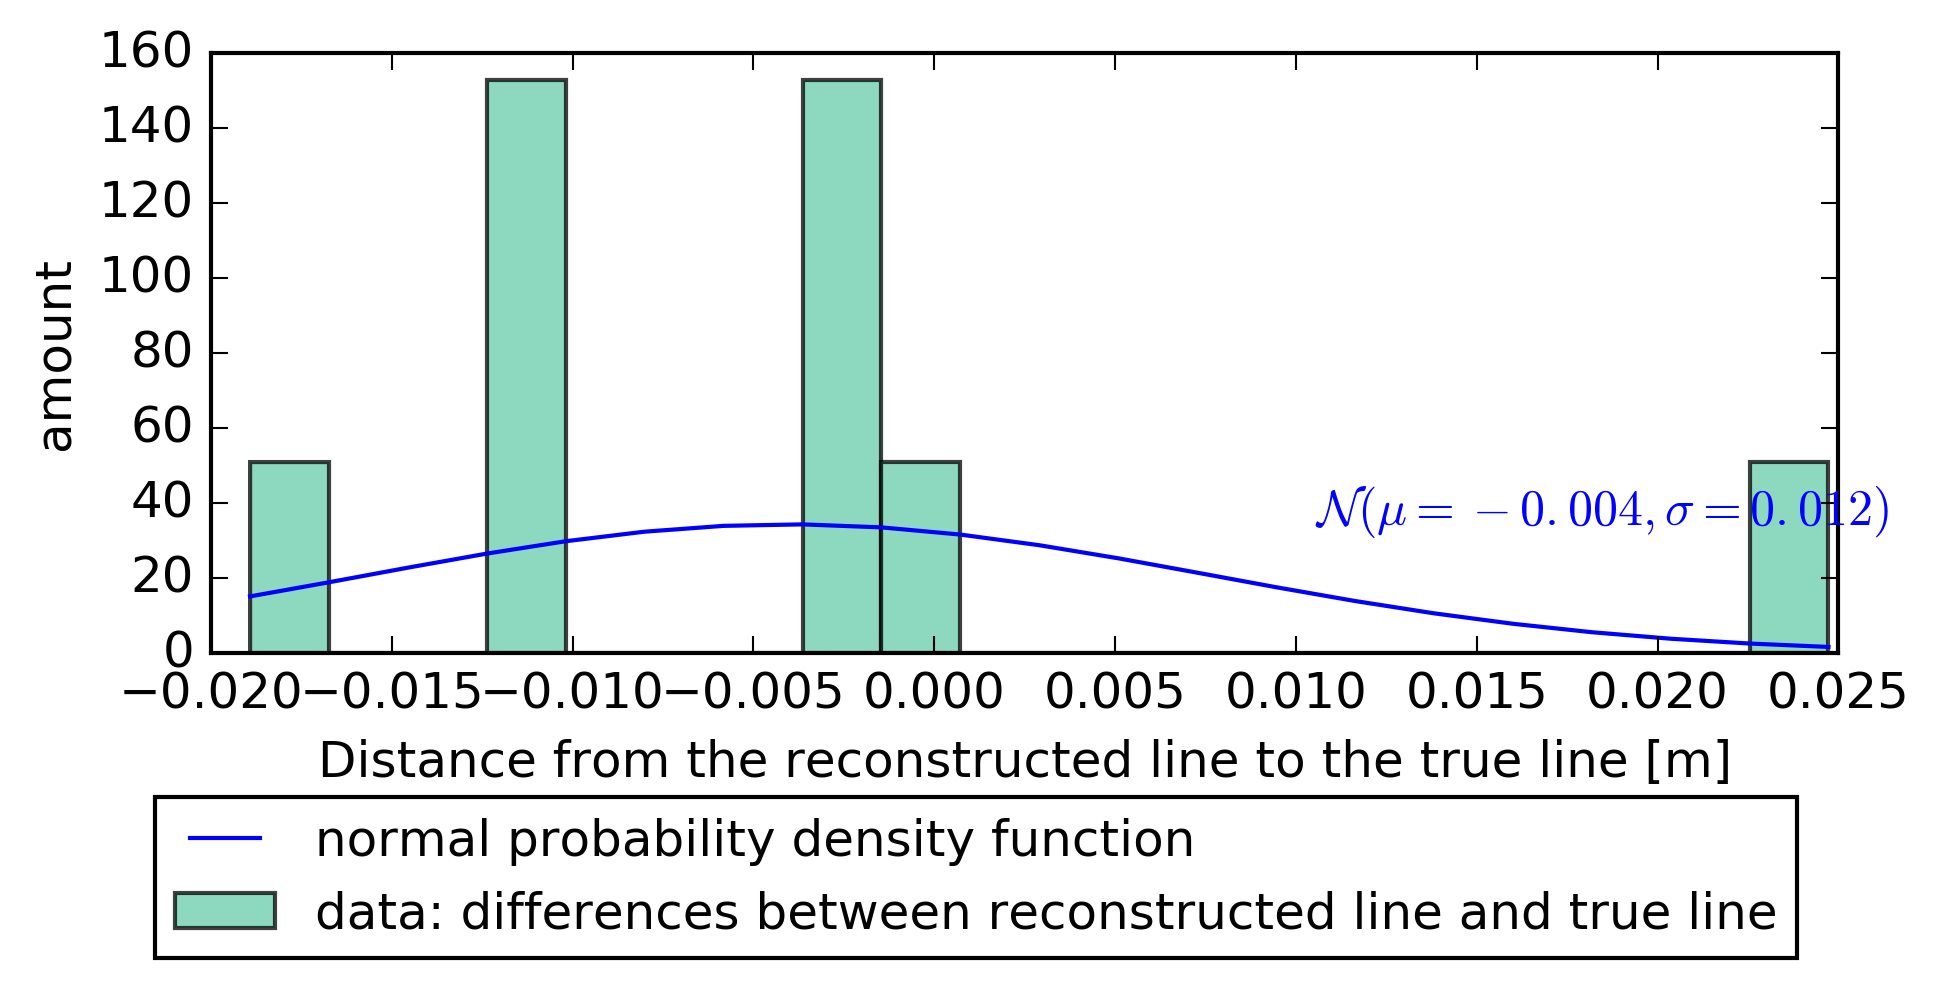 160
140
120
100
80
60
40
20
0
amount
N(μ = −0.004, σ = 0.012)
−0.020 −0.015 −0.010 −0.005 0.000 0.005 0.010 0.015 0.020 0.025
Distance from the reconstructed line to the true line [m]
normal probability density function
data: differences between reconstructed line and true line